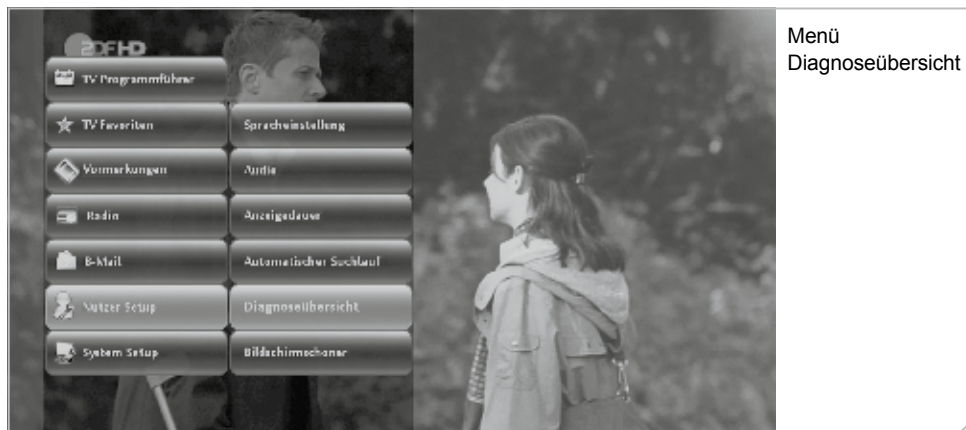 ZDF HD
TV Programmführer
TV Favoriten
Vormerkungen
Radio
B-Mail
Nutzer Setup
System Setup
Spracheinstellung
Audio
Anzeigedauer
Automatischer Suchlauf
Diagnoseübersicht
Bildschirmschoner
Menü
Diagnoseübersicht